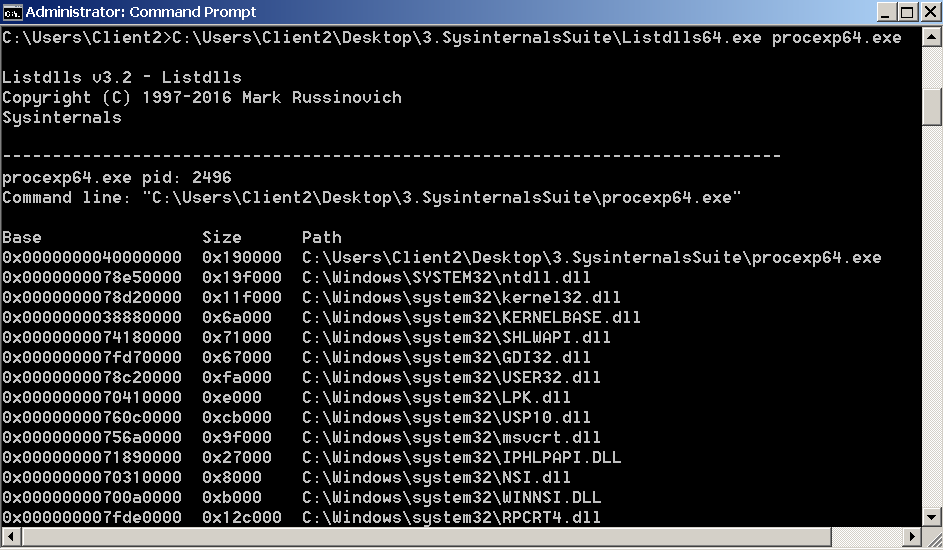 Administrator: Command Prompt
C:\Users\Client2>C:\Users\Client2\Desktop\3.SysinternalsSuite\Listdlls64.exe procexp64.exe
Listdlls v3.2 - Listdlls
Copyright (C) 1997-2016 Mark Russinovich
Sysinternals
------------------------------------------------------------------------------
procexp64.exe pid: 2496
Command line: "C:\Users\Client2\Desktop\3.SysinternalsSuite\procexp64.exe"
Base                Size      Path
0x0000000040000000  0x190000  C:\Users\Client2\Desktop\3.SysinternalsSuite\procexp64.exe
0x0000000078e50000  0x19f000  C:\Windows\SYSTEM32\ntdll.dll
0x0000000078d20000  0x11f000  C:\Windows\system32\kernel32.dll
0x0000000038880000  0x6a000   C:\Windows\system32\KERNELBASE.dll
0x0000000074180000  0x71000   C:\Windows\system32\SHLWAPI.dll
0x000000007fd70000  0x67000   C:\Windows\system32\GDI32.dll
0x0000000078c20000  0xfa000   C:\Windows\system32\USER32.dll
0x0000000070410000  0xe000    C:\Windows\system32\LPK.dll
0x00000000760c0000  0xcb000   C:\Windows\system32\USP10.dll
0x00000000756a0000  0x9f000   C:\Windows\system32\msvcrt.dll
0x0000000071890000  0x27000   C:\Windows\system32\IPHLPAPI.DLL
0x0000000070310000  0x8000    C:\Windows\system32\NSI.dll
0x00000000700a0000  0xb000    C:\Windows\system32\WINNSI.DLL
0x000000007fde0000  0x12c000  C:\Windows\system32\RPCRT4.dll